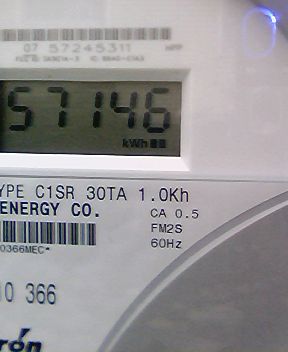 07 57245311
57146
kWh
YPE C1SR 30TA 1.0Kh
ENERGY CO.
CA 0.5
FM2S
60Hz
0366MEC*
10 366
ron